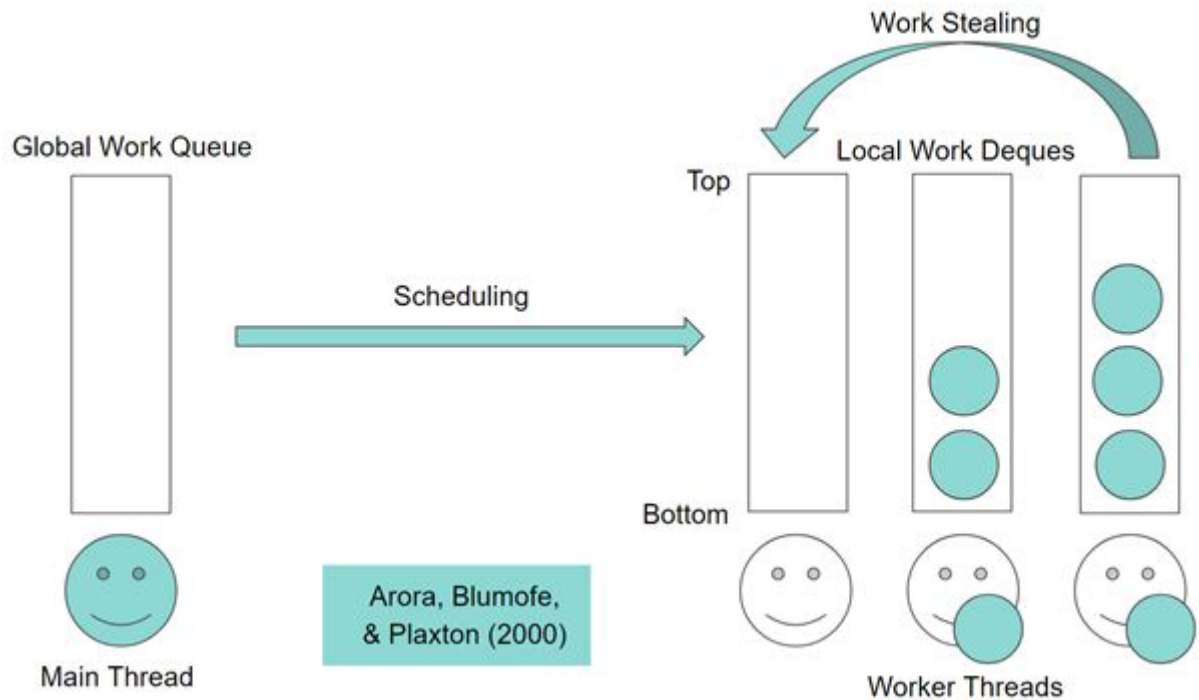 Work Stealing
Global Work Queue
Local Work Deques
Top
Scheduling
Bottom
Arora, Blumofe,
& Plaxton (2000)
Main Thread
Worker Threads